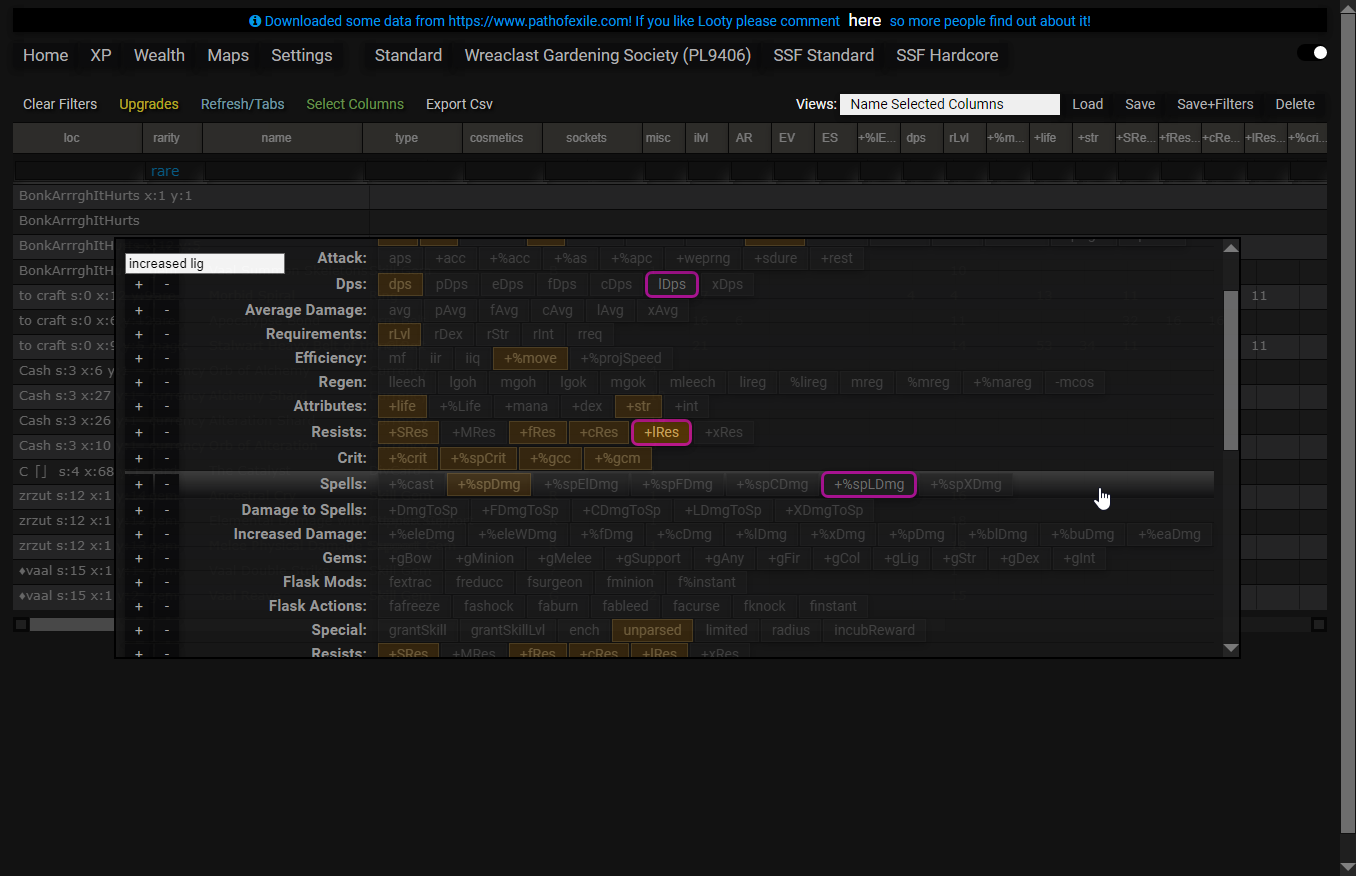 Downloaded some data from https://www.pathofexile.com! If you like Looty please comment here so more people find out about it!
Home XP Wealth Maps Settings Standard Wreaclast Gardening Society (PL9406) SSF Standard SSF Hardcore
Clear Filters Upgrades Refresh/Tabs Select Columns Export Csv Views: Name Selected Columns Load Save Save+Filters Delete
loc rarity name type cosmetics sockets misc ilvl AR EV ES +%IE... dps rLvl +%m... +life +str +SRe... +fRes... +cRe... +lRes... +%cri...
rare
BonkArrrghItHurts x:1 y:1
BonkArrrghItHurts
BonkArrrghItH
increased lig
Attack: aps +acc +%acc +%as +%apc +weprng +sdure +rest
BonkArrrghItH
+ - Dps: dps pDps eDps fDps cDps lDps xDps
to craft s:0 x:1
11
+ - Average Damage: avg pAvg fAvg cAvg lAvg xAvg
to craft s:0 x:6
+ - Requirements: rLvl rDex rStr rInt rreq
to craft s:0 x:9
11
+ - Efficiency: mf iir iiq +%move +%projSpeed
Cash s:3 x:6 y
+ - Regen: lleech lgoh mgoh lgok mgok mleech lireg %lireg mreg %mreg +%mareg -mcos
Cash s:3 x:27
+ - Attributes: +life +%Life +mana +dex +str +int
Cash s:3 x:26
+ - Resists: +SRes +MRes +fRes +cRes +lRes +xRes
Cash s:3 x:10
+ - Crit: +%crit +%spCrit +%gcc +%gcm
C ⌈⌋ s:4 x:68
+ - Spells: +%cast +%spDmg +%spElDmg +%spFDmg +%spCDmg +%spLDmg +%spXDmg
zrzut s:12 x:1
+ - Damage to Spells: +DmgToSp +FDmgToSp +CDmgToSp +LDmgToSp +XDmgToSp
zrzut s:12 x:1
+ - Increased Damage: +%eleDmg +%eleWDmg +%fDmg +%cDmg +%lDmg +%xDmg +%pDmg +%blDmg +%buDmg +%eaDmg
zrzut s:12 x:1
+ - Gems: +gBow +gMinion +gMelee +gSupport +gAny +gFir +gCol +gLig +gStr +gDex +gInt
♦vaal s:15 x:1
+ - Flask Mods: fextrac freducc fsurgeon fminion f%instant
♦vaal s:15 x:1
+ - Flask Actions: fafreeze fashock faburn fableed facurse fknock finstant
+ - Special: grantSkill grantSkillLvl ench unparsed limited radius incubReward
+ - Resists: +SRes +MRes +fRes +cRes +lRes +xRes